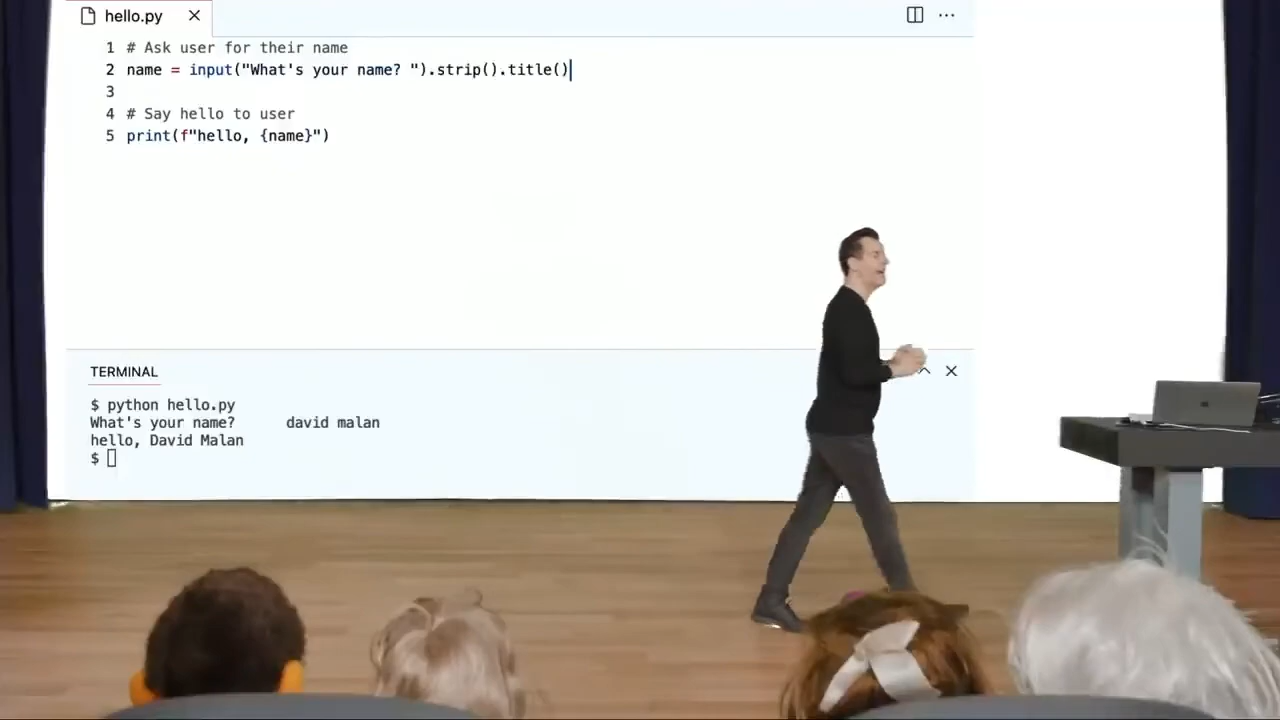 hello.py
1 # Ask user for their name
2 name = input("What's your name? ").strip().title()
3
4 # Say hello to user
5 print(f"hello, {name}")
TERMINAL
$ python hello.py
What's your name?      david malan
hello, David Malan
$